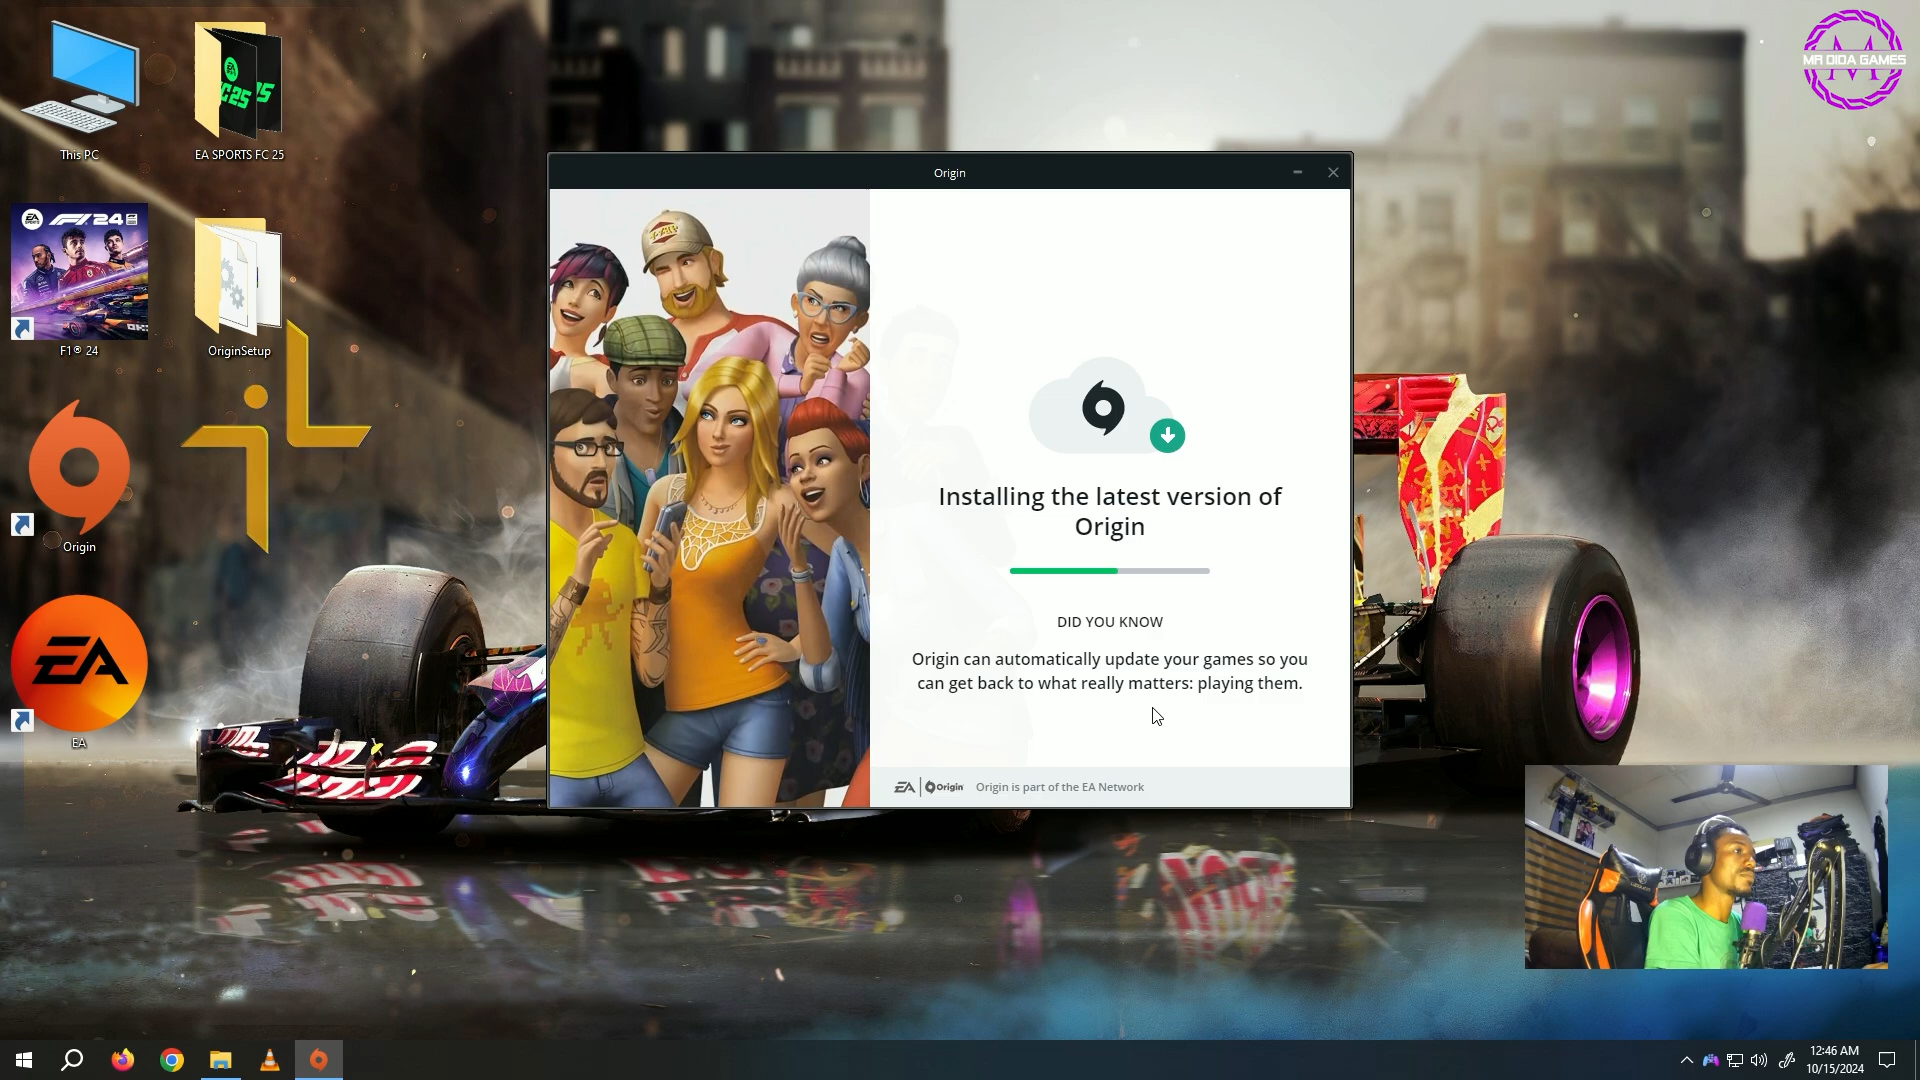 This PC
EA SPORTS FC 25
F1® 24
OriginSetup
Origin
EA
MR DIDA GAMES
Origin
Installing the latest version of
Origin
DID YOU KNOW
Origin can automatically update your games so you
can get back to what really matters: playing them.
EA
Origin
Origin is part of the EA Network
12:46 AM
10/15/2024